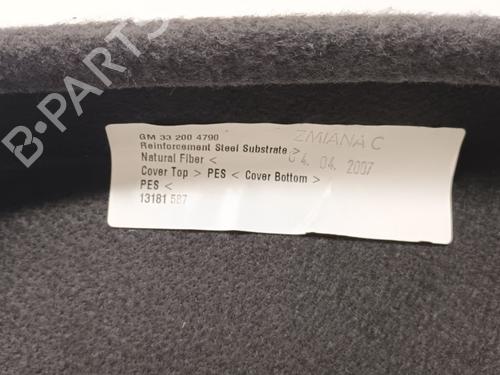 GM 33 200 4790
ZMIANA C
Reinforcement Steel Substrate >
Natural Fiber <
04. 04. 2007
Cover Top > PES < Cover Bottom >
PES <
13181 587
B-PARTS